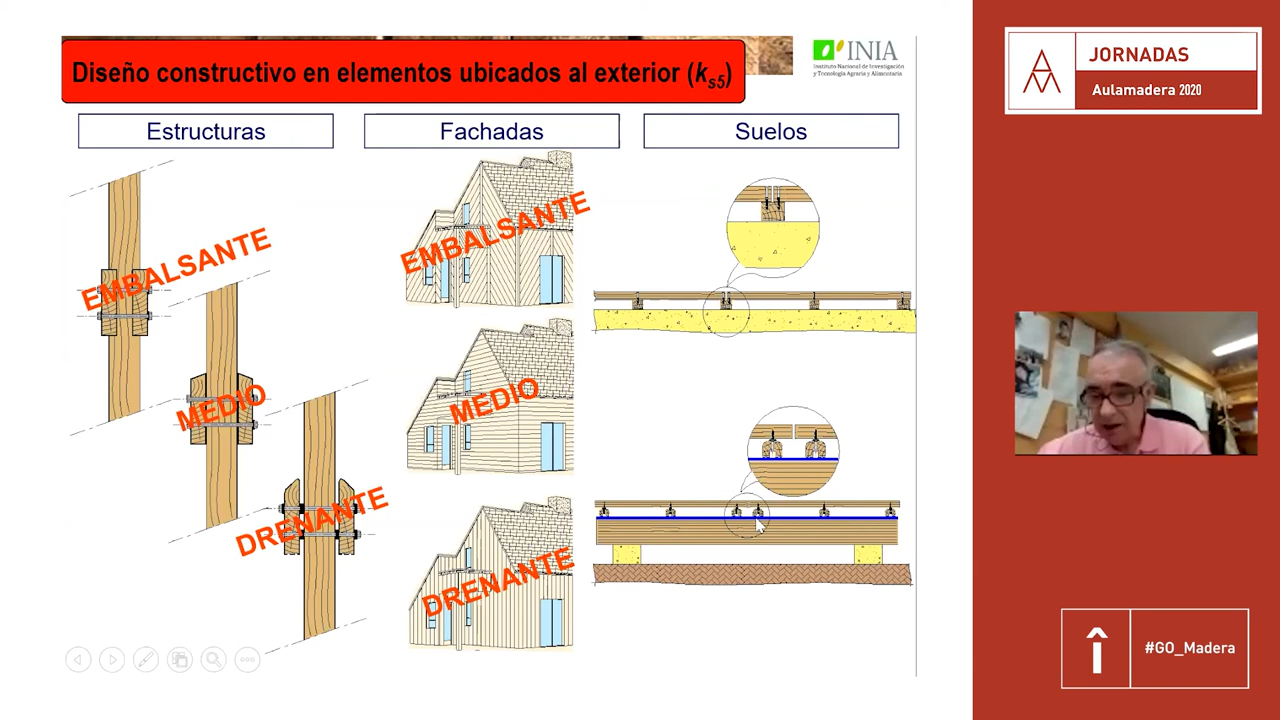 Diseño constructivo en elementos ubicados al exterior (ks5)
INIA
Instituto Nacional de Investigación
y Tecnología Agraria y Alimentaria
Estructuras
Fachadas
Suelos
EMBALSANTE
MEDIO
DRENANTE
EMBALSANTE
MEDIO
DRENANTE
JORNADAS
Aulamadera 2020
#GO_Madera